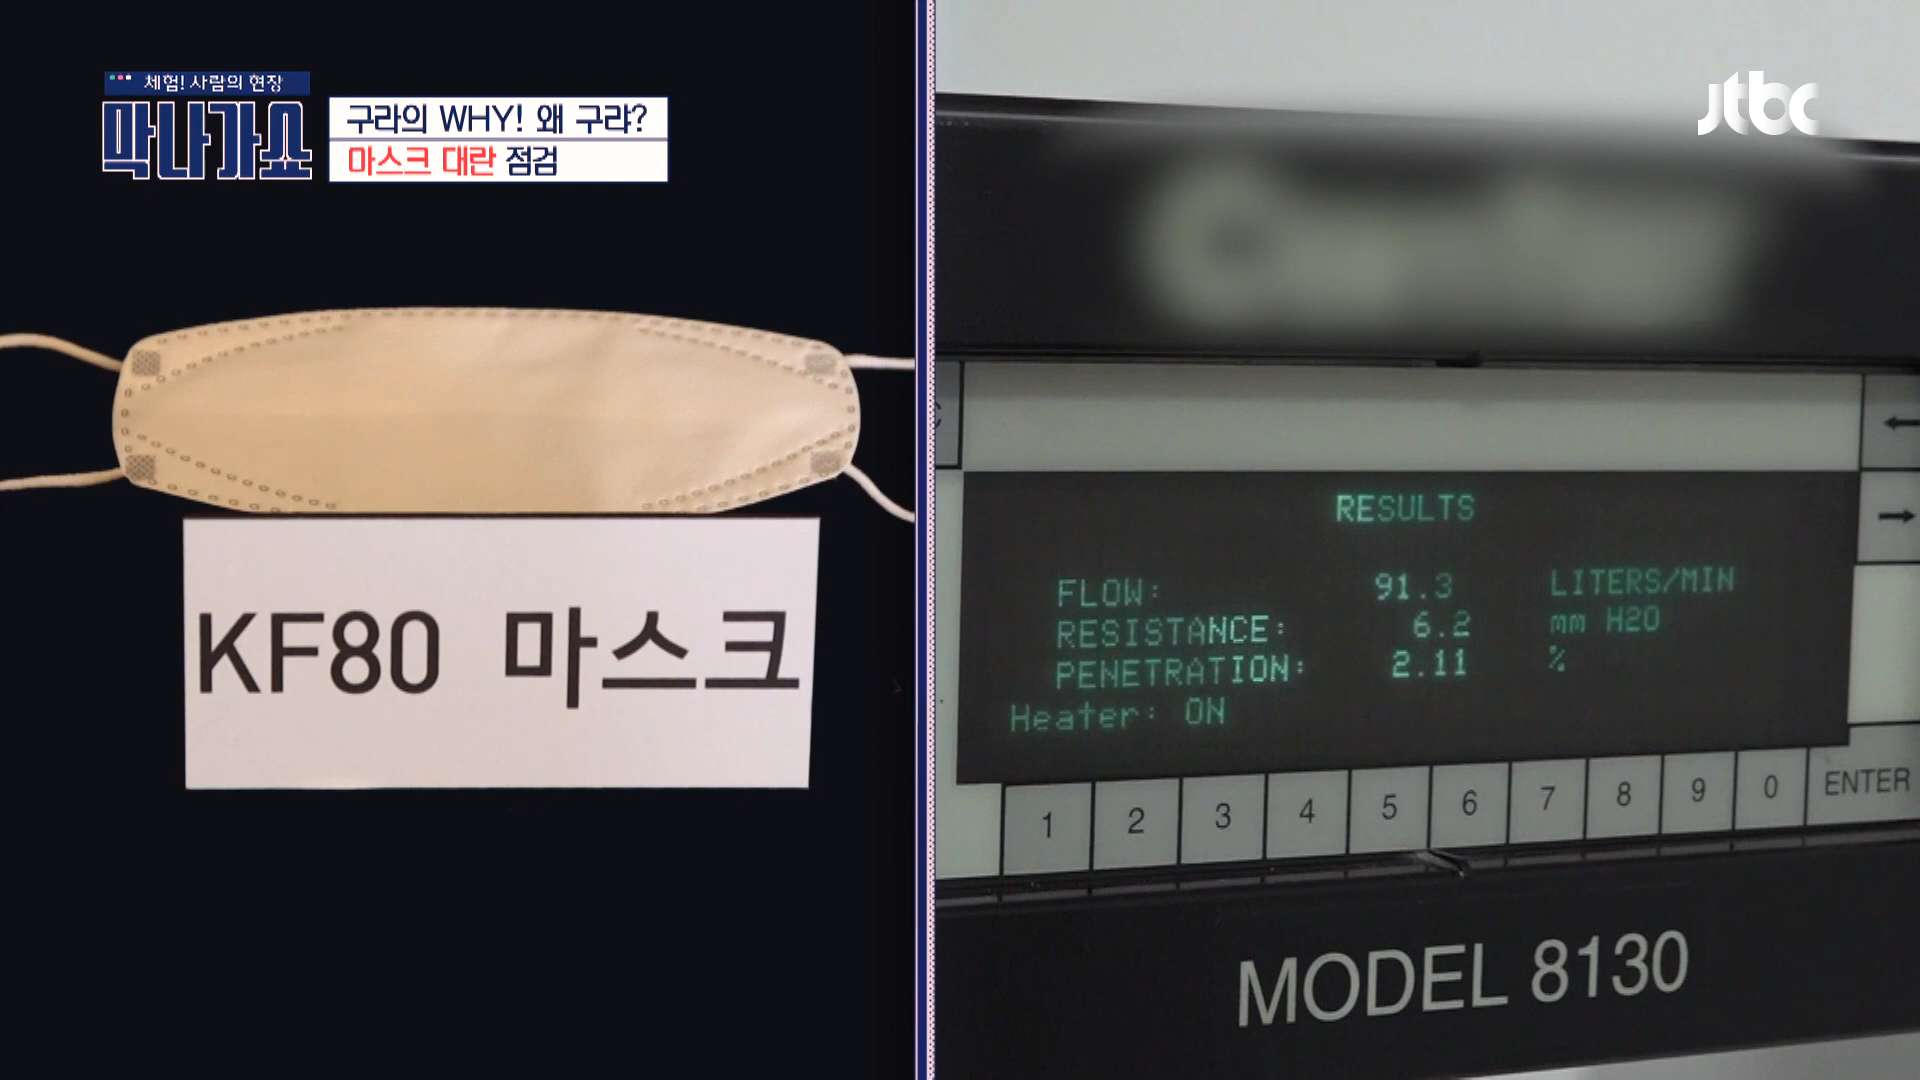 체험! 사람의 현장
막나가쇼
구라의 WHY! 왜 구랴?
마스크 대란 점검
jtbc
KF80 마스크
RESULTS
FLOW: 91.3 LITERS/MIN
RESISTANCE: 6.2 mm H2O
PENETRATION: 2.11 %
Heater: ON
1 2 3 4 5 6 7 8 9 0 ENTER
MODEL 8130